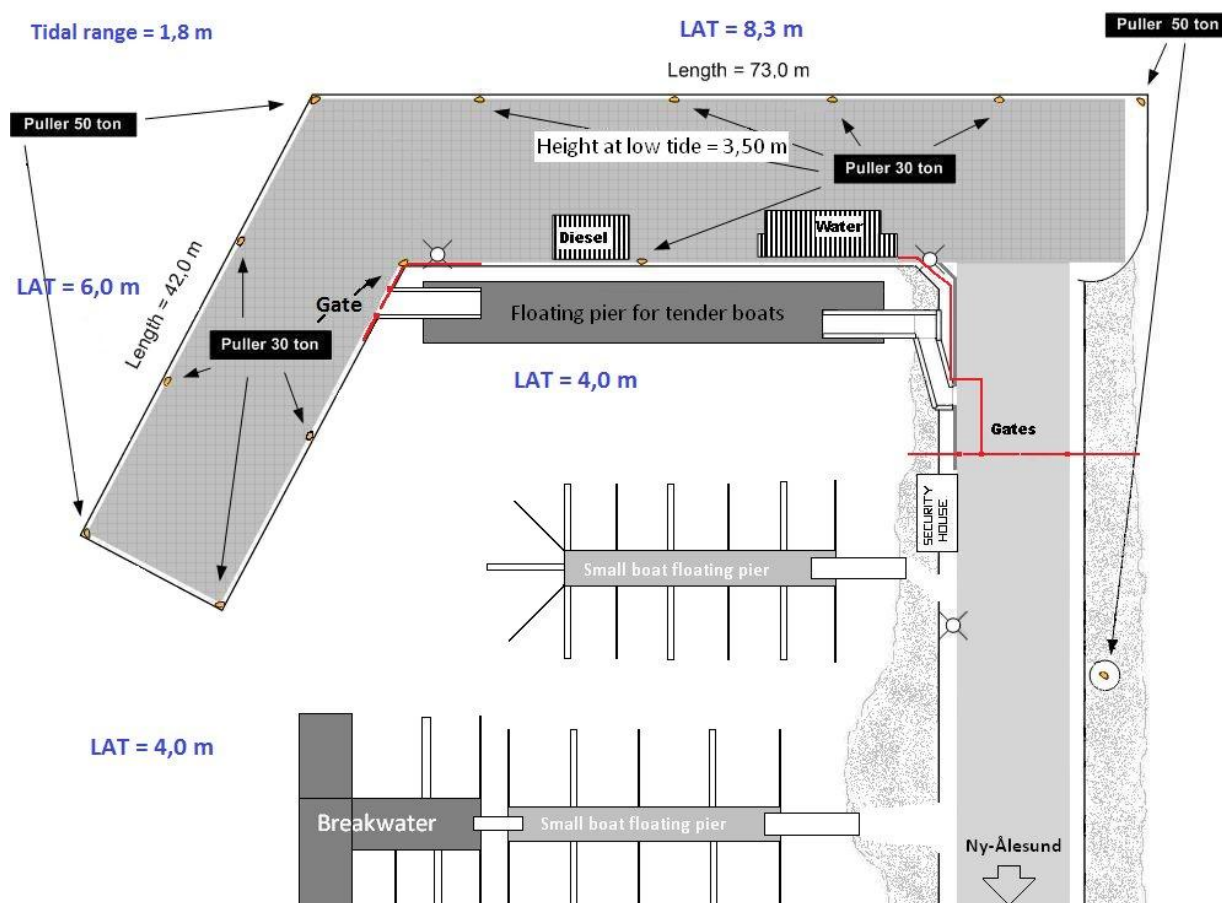 Tidal range = 1,8 m
LAT = 8,3 m
Puller  50 ton
Length = 73,0 m
Puller 50 ton
Height at low tide = 3,50 m
Puller 30 ton
Diesel
Water
LAT = 6,0 m
Length = 42,0 m
Gate
Floating pier for tender boats
Puller 30 ton
LAT = 4,0 m
Gates
SECURITY
HOUSE
Small boat floating pier
LAT = 4,0 m
Breakwater
Small boat floating pier
Ny-Ålesund